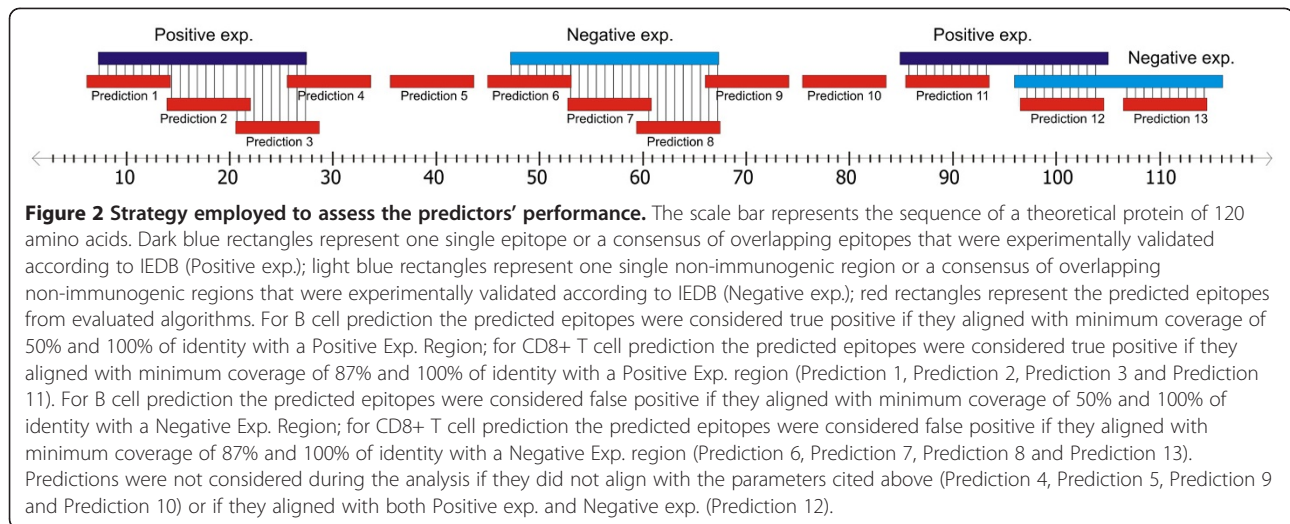 Positive exp.
Negative exp.
Positive exp.
Negative exp.
Prediction 1
Prediction 4
Prediction 5
Prediction 6
Prediction 9
Prediction 10
Prediction 11
Prediction 2
Prediction 7
Prediction 12
Prediction 13
Prediction 3
Prediction 8
10 20 30 40 50 60 70 80 90 100 110
Figure 2 Strategy employed to assess the predictors' performance. The scale bar represents the sequence of a theoretical protein of 120
amino acids. Dark blue rectangles represent one single epitope or a consensus of overlapping epitopes that were experimentally validated
according to IEDB (Positive exp.); light blue rectangles represent one single non-immunogenic region or a consensus of overlapping
non-immunogenic regions that were experimentally validated according to IEDB (Negative exp.); red rectangles represent the predicted epitopes
from evaluated algorithms. For B cell prediction the predicted epitopes were considered true positive if they aligned with minimum coverage of
50% and 100% of identity with a Positive Exp. Region; for CD8+ T cell prediction the predicted epitopes were considered true positive if they
aligned with minimum coverage of 87% and 100% of identity with a Positive Exp. region (Prediction 1, Prediction 2, Prediction 3 and Prediction
11). For B cell prediction the predicted epitopes were considered false positive if they aligned with minimum coverage of 50% and 100% of
identity with a Negative Exp. Region; for CD8+ T cell prediction the predicted epitopes were considered false positive if they aligned with
minimum coverage of 87% and 100% of identity with a Negative Exp. region (Prediction 6, Prediction 7, Prediction 8 and Prediction 13).
Predictions were not considered during the analysis if they did not align with the parameters cited above (Prediction 4, Prediction 5, Prediction 9
and Prediction 10) or if they aligned with both Positive exp. and Negative exp. (Prediction 12).